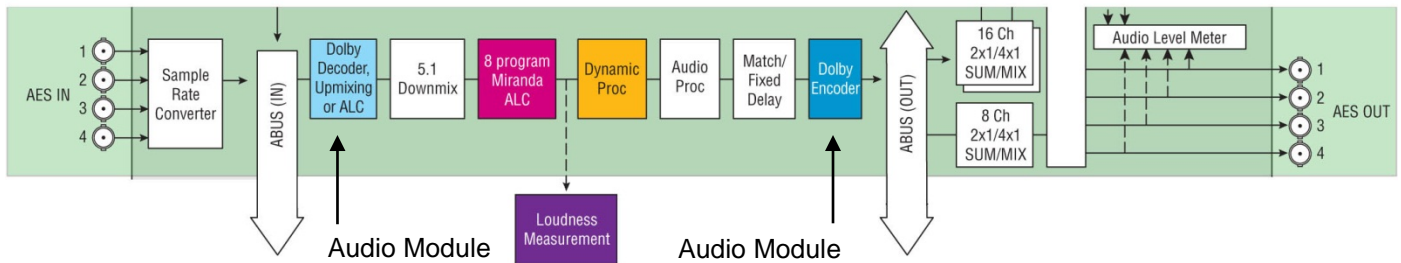 AES IN
1
2
3
4
Sample
Rate
Converter
ABUS (IN)
Dolby
Decoder,
Upmixing
or ALC
5.1
Downmix
8 program
Miranda
ALC
Dynamic
Proc
Audio
Proc
Match/
Fixed
Delay
Dolby
Encoder
ABUS (OUT)
16 Ch
2x1/4x1
SUM/MIX
8 Ch
2x1/4x1
SUM/MIX
Audio Level Meter
1
2
3
4
AES OUT
Loudness
Measurement
Audio Module
Audio Module